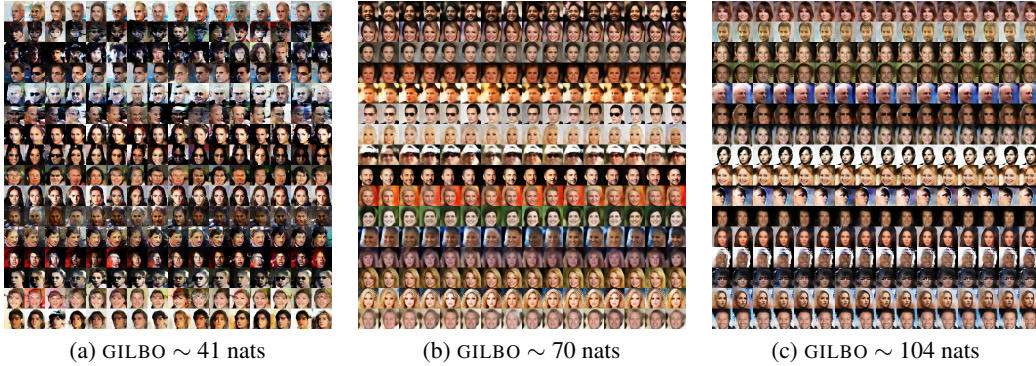 (a) GILBO ∼ 41 nats
(b) GILBO ∼ 70 nats
(c) GILBO ∼ 104 nats